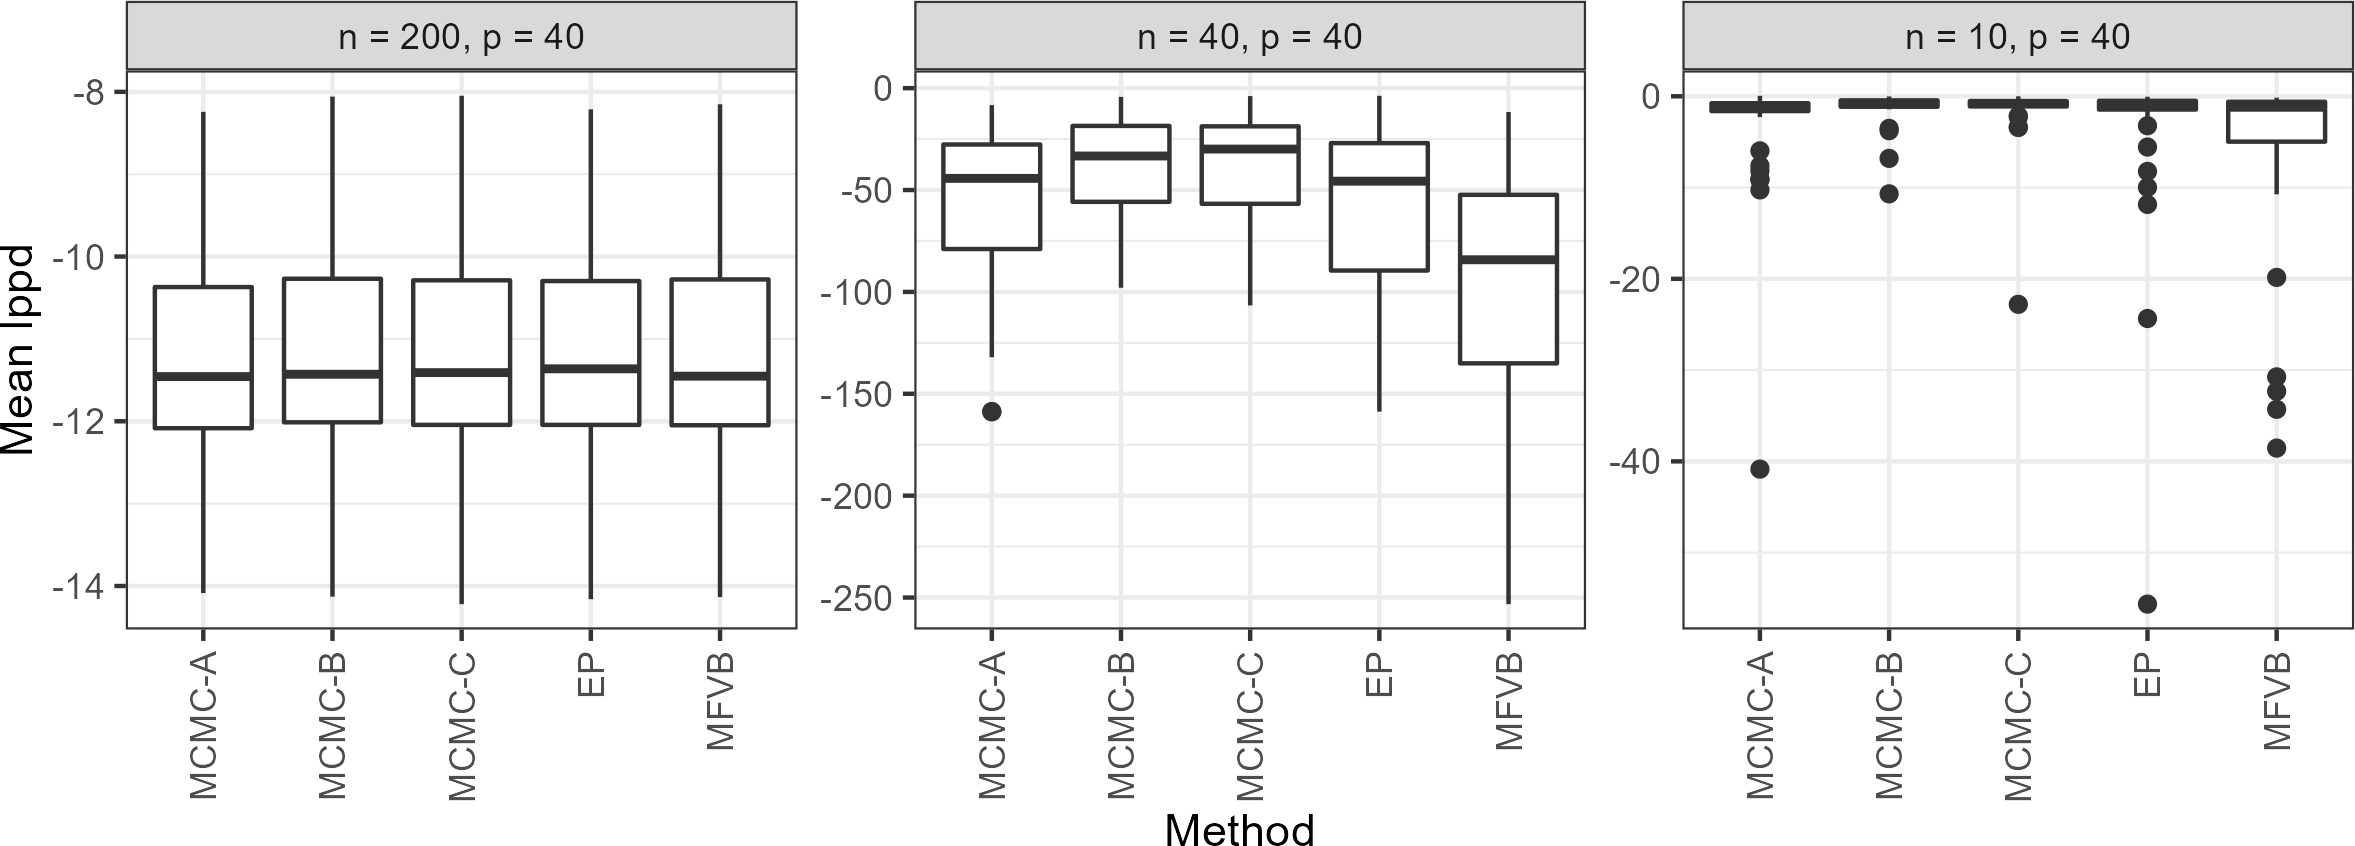 n = 200, p = 40
n = 40, p = 40
n = 10, p = 40
Mean lppd
-8
-10
-12
-14
0
-50
-100
-150
-200
-250
0
-20
-40
MCMC-A
MCMC-B
MCMC-C
EP
MFVB
MCMC-A
MCMC-B
MCMC-C
EP
MFVB
MCMC-A
MCMC-B
MCMC-C
EP
MFVB
Method